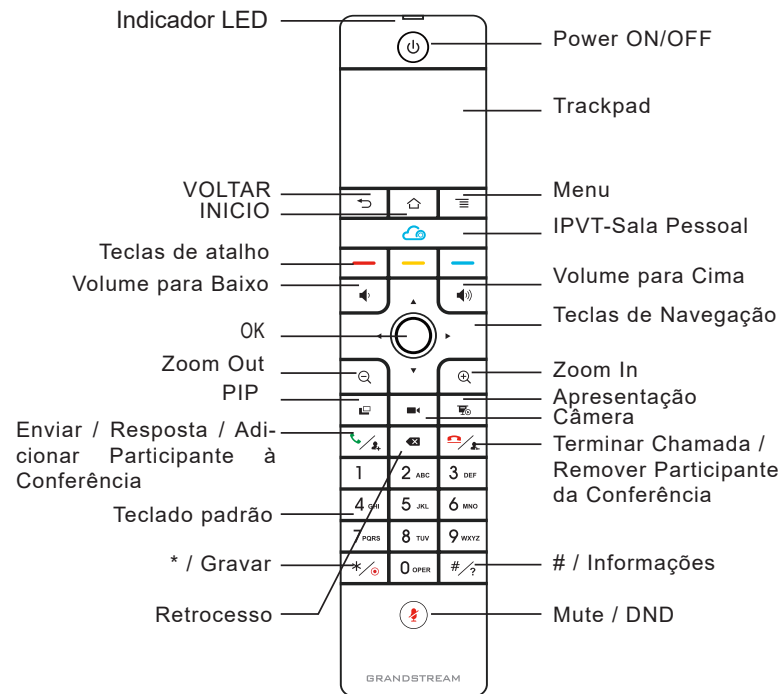 Indicador LED
Power ON/OFF
Trackpad
VOLTAR
INICIO
Menu
IPVT-Sala Pessoal
Teclas de atalho
Volume para Baixo
Volume para Cima
Teclas de Navegação
OK
Zoom Out
PIP
Zoom In
Apresentação
Câmera
Enviar / Resposta / Adi-
cionar Participante à
Conferência
Terminar Chamada /
Remover Participante
da Conferência
1
2 ABC
3 DEF
4 GHI
5 JKL
6 MNO
7 PQRS
8 TUV
9 WXYZ
*
0 OPER
#/?
Teclado padrão
* / Gravar
# / Informações
Retrocesso
Mute / DND
GRANDSTREAM